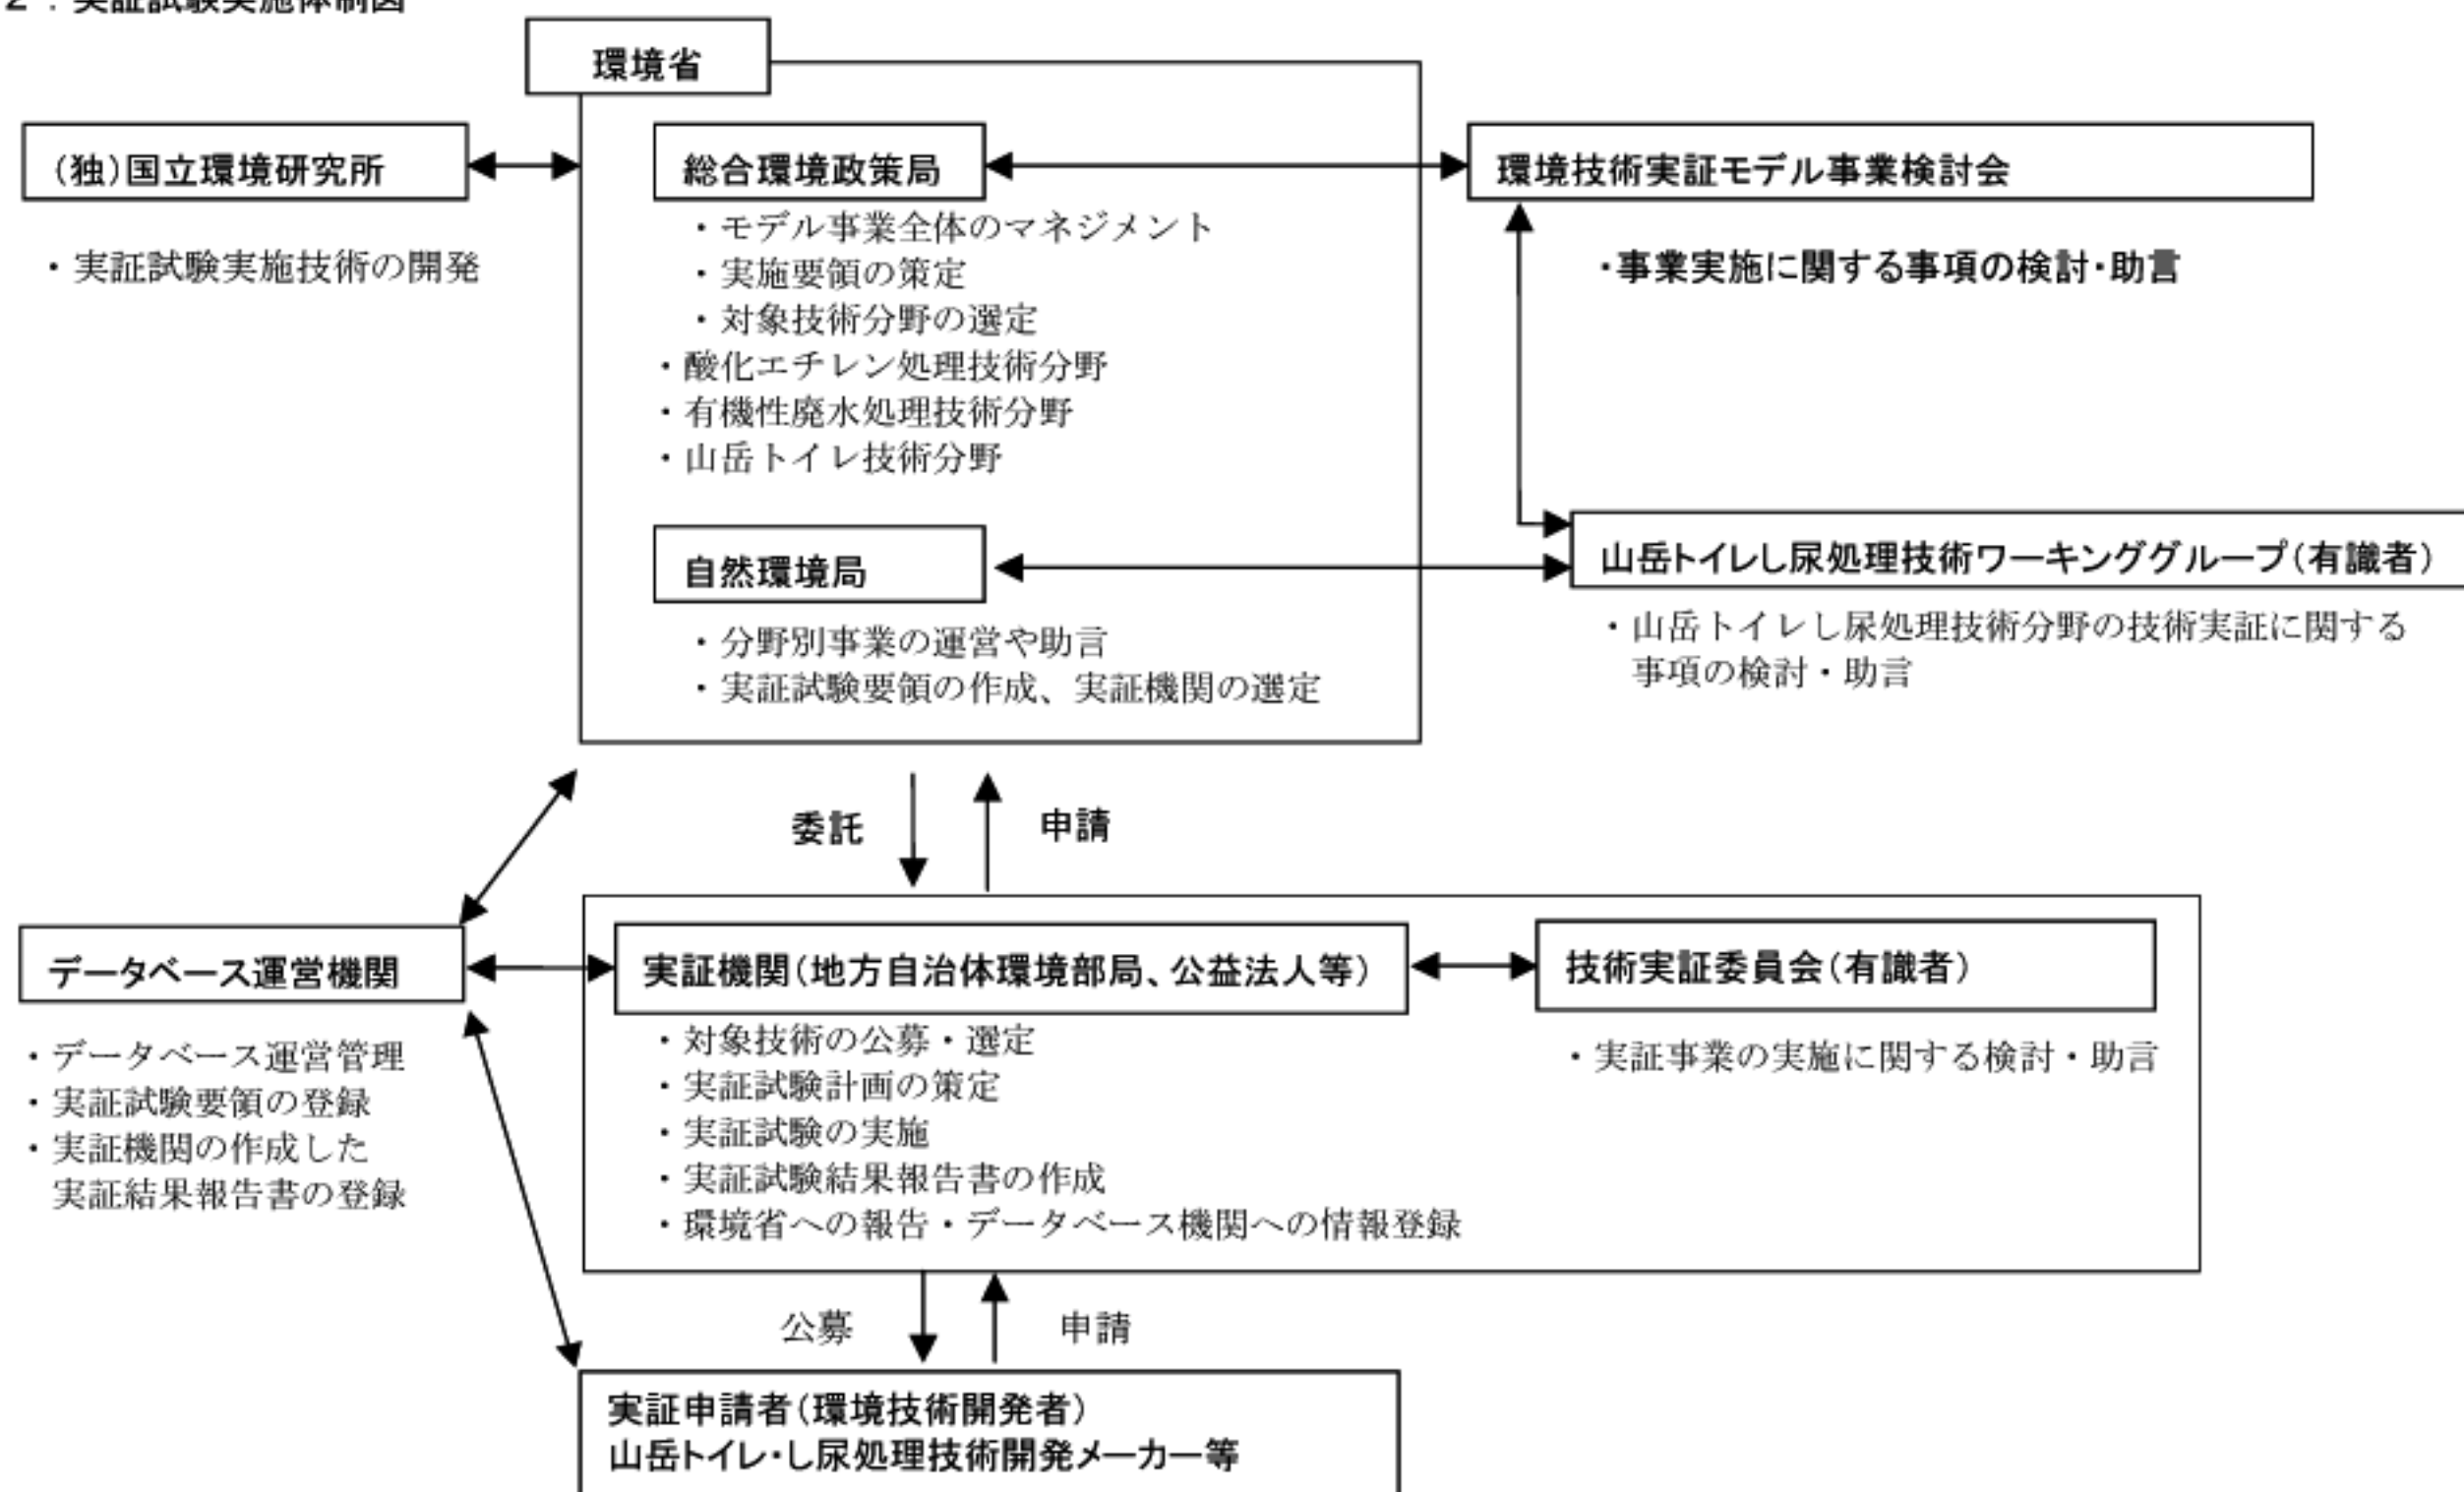 2：実証試験実施体制図
環境省
(独)国立環境研究所
・実証試験実施技術の開発
総合環境政策局
・モデル事業全体のマネジメント
・実施要領の策定
・対象技術分野の選定
・酸化エチレン処理技術分野
・有機性廃水処理技術分野
・山岳トイレ技術分野
環境技術実証モデル事業検討会
・事業実施に関する事項の検討・助言
自然環境局
・分野別事業の運営や助言
・実証試験要領の作成、実証機関の選定
山岳トイレし尿処理技術ワーキンググループ(有識者)
・山岳トイレし尿処理技術分野の技術実証に関する
事項の検討・助言
委託
申請
データベース運営機関
・データベース運営管理
・実証試験要領の登録
・実証機関の作成した
実証結果報告書の登録
実証機関(地方自治体環境部局、公益法人等)
・対象技術の公募・選定
・実証試験計画の策定
・実証試験の実施
・実証試験結果報告書の作成
・環境省への報告・データベース機関への情報登録
技術実証委員会(有識者)
・実証事業の実施に関する検討・助言
公募
申請
実証申請者(環境技術開発者)
山岳トイレ・し尿処理技術開発メーカー等